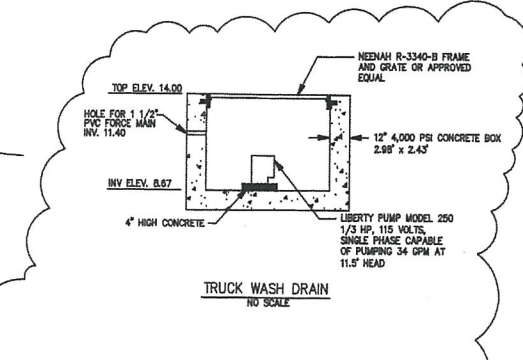 NEENAH R-3340-B FRAME
AND GRATE OR APPROVED
EQUAL
TOP ELEV. 14.00
HOLE FOR 1 1/2"
PVC FORCE MAIN
INV. 11.40
12" 4,000 PSI CONCRETE BOX
2.98' x 2.43'
INV ELEV. 8.67
4" HIGH CONCRETE
LIBERTY PUMP MODEL 250
1/3 HP, 115 VOLTS,
SINGLE PHASE CAPABLE
OF PUMPING 34 GPM AT
11.5' HEAD
TRUCK WASH DRAIN
NO SCALE